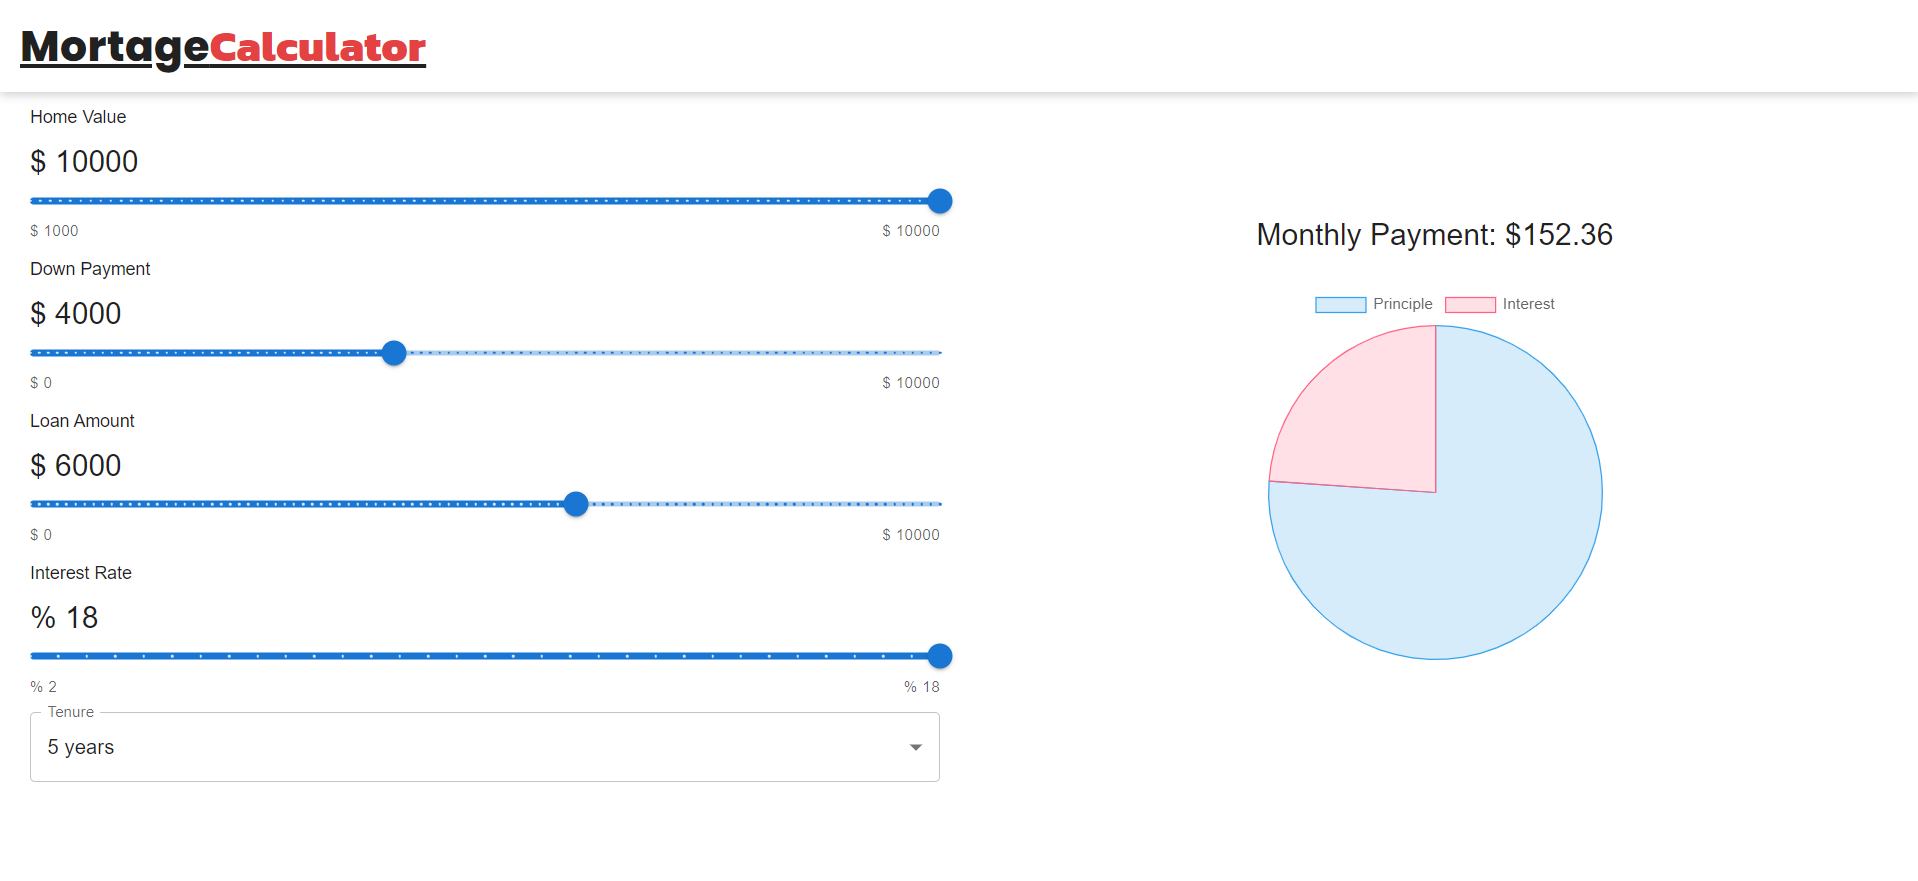 MortageCalculator
Home Value
$ 10000
$ 1000 $ 10000
Down Payment
$ 4000
$ 0 $ 10000
Loan Amount
$ 6000
$ 0 $ 10000
Interest Rate
% 18
% 2 % 18
Tenure
5 years
Monthly Payment: $152.36
Principle Interest